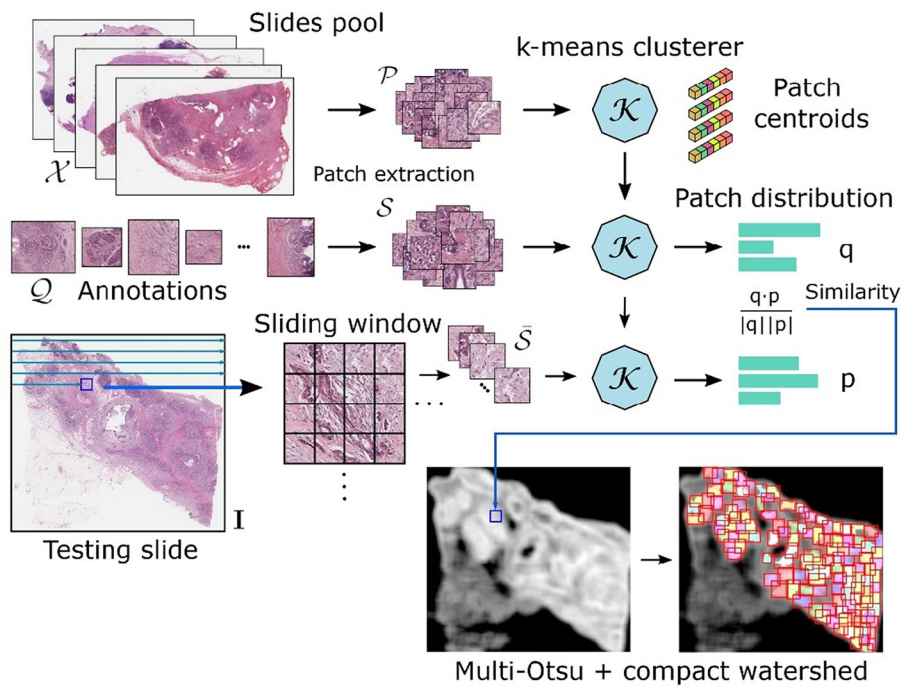 Slides pool
𝒳
𝒫
k-means clusterer
𝒦
Patch
centroids
Patch extraction
𝒮
𝒦
Patch distribution
q
𝒬 Annotations
...
q·p
|q||p|
Similarity
Sliding window
S̄
𝒦
p
...
...
I
Testing slide
Multi-Otsu + compact watershed